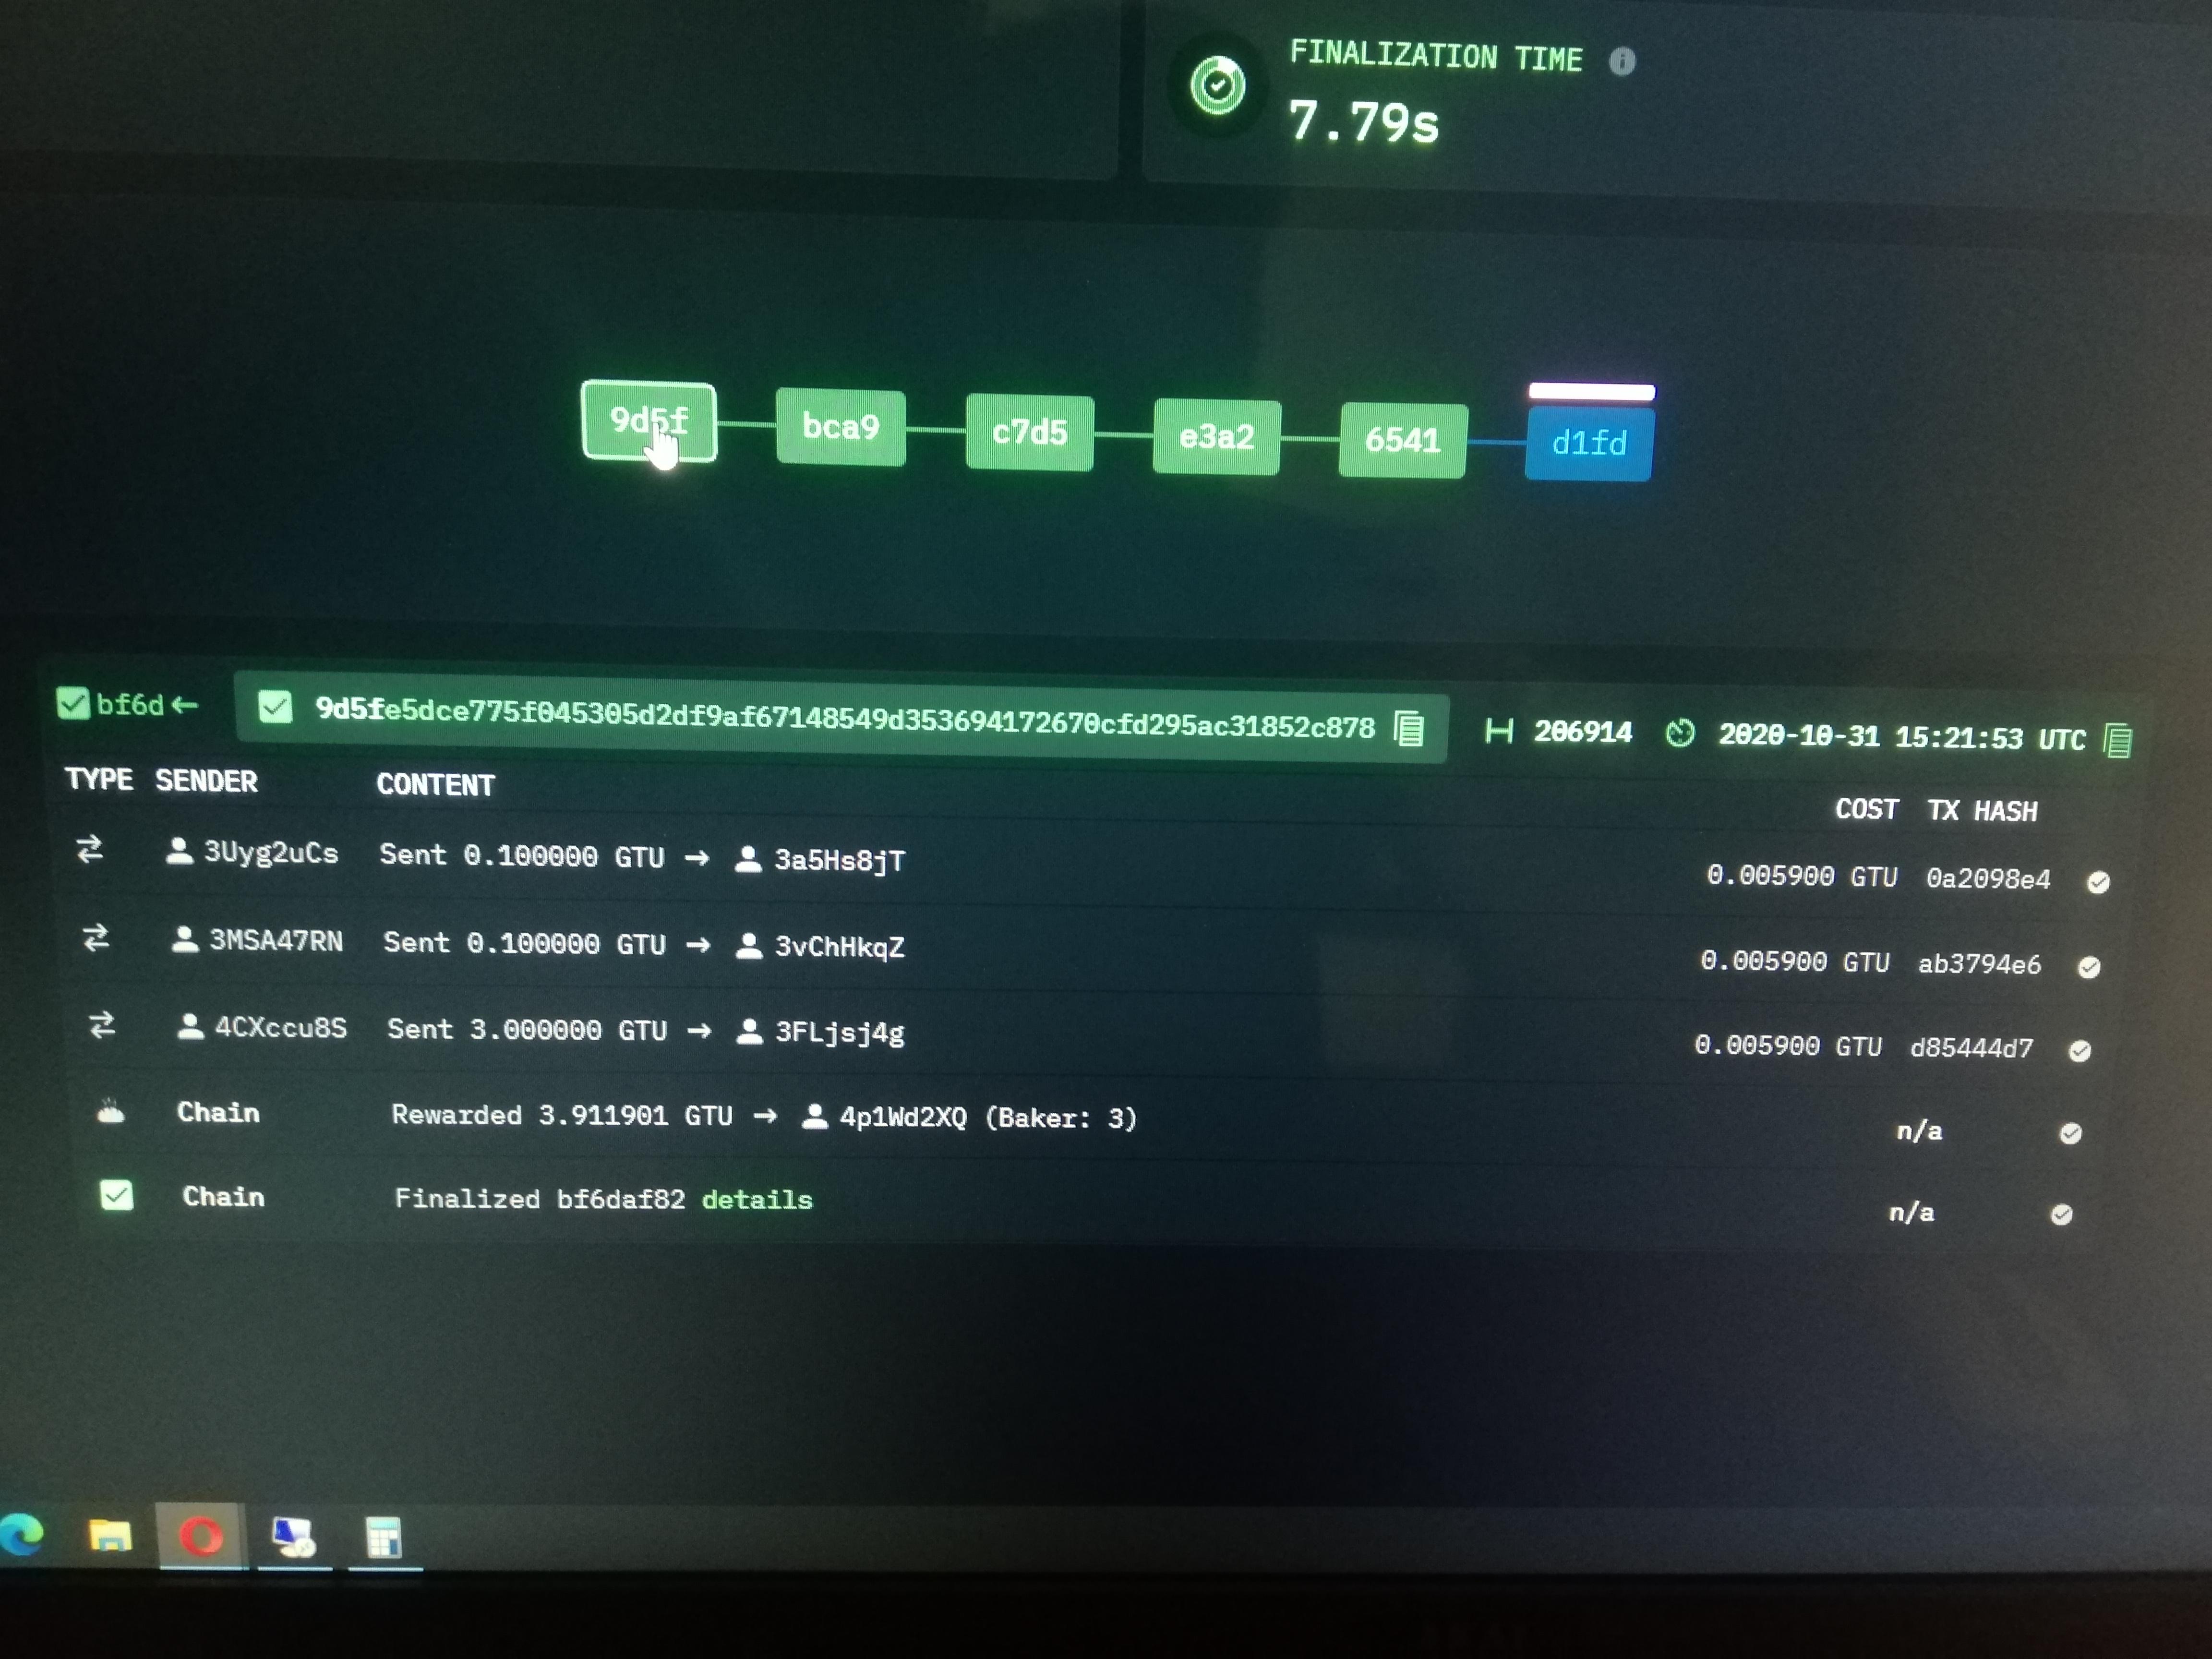 FINALIZATION TIME
7.79s
9d5f bca9 c7d5 e3a2 6541 d1fd
bf6d ← 9d5fe5dce775f045305d2df9af67148549d353694172670cfd295ac31852c878 206914 2020-10-31 15:21:53 UTC
TYPE SENDER CONTENT COST TX HASH
3Uyg2uCs Sent 0.100000 GTU → 3a5Hs8jT 0.005900 GTU 0a2098e4
3MSA47RN Sent 0.100000 GTU → 3vChHkqZ 0.005900 GTU ab3794e6
4CXccu8S Sent 3.000000 GTU → 3FLjsj4g 0.005900 GTU d85444d7
Chain Rewarded 3.911901 GTU → 4p1Wd2XQ (Baker: 3) n/a
Chain Finalized bf6daf82 details n/a